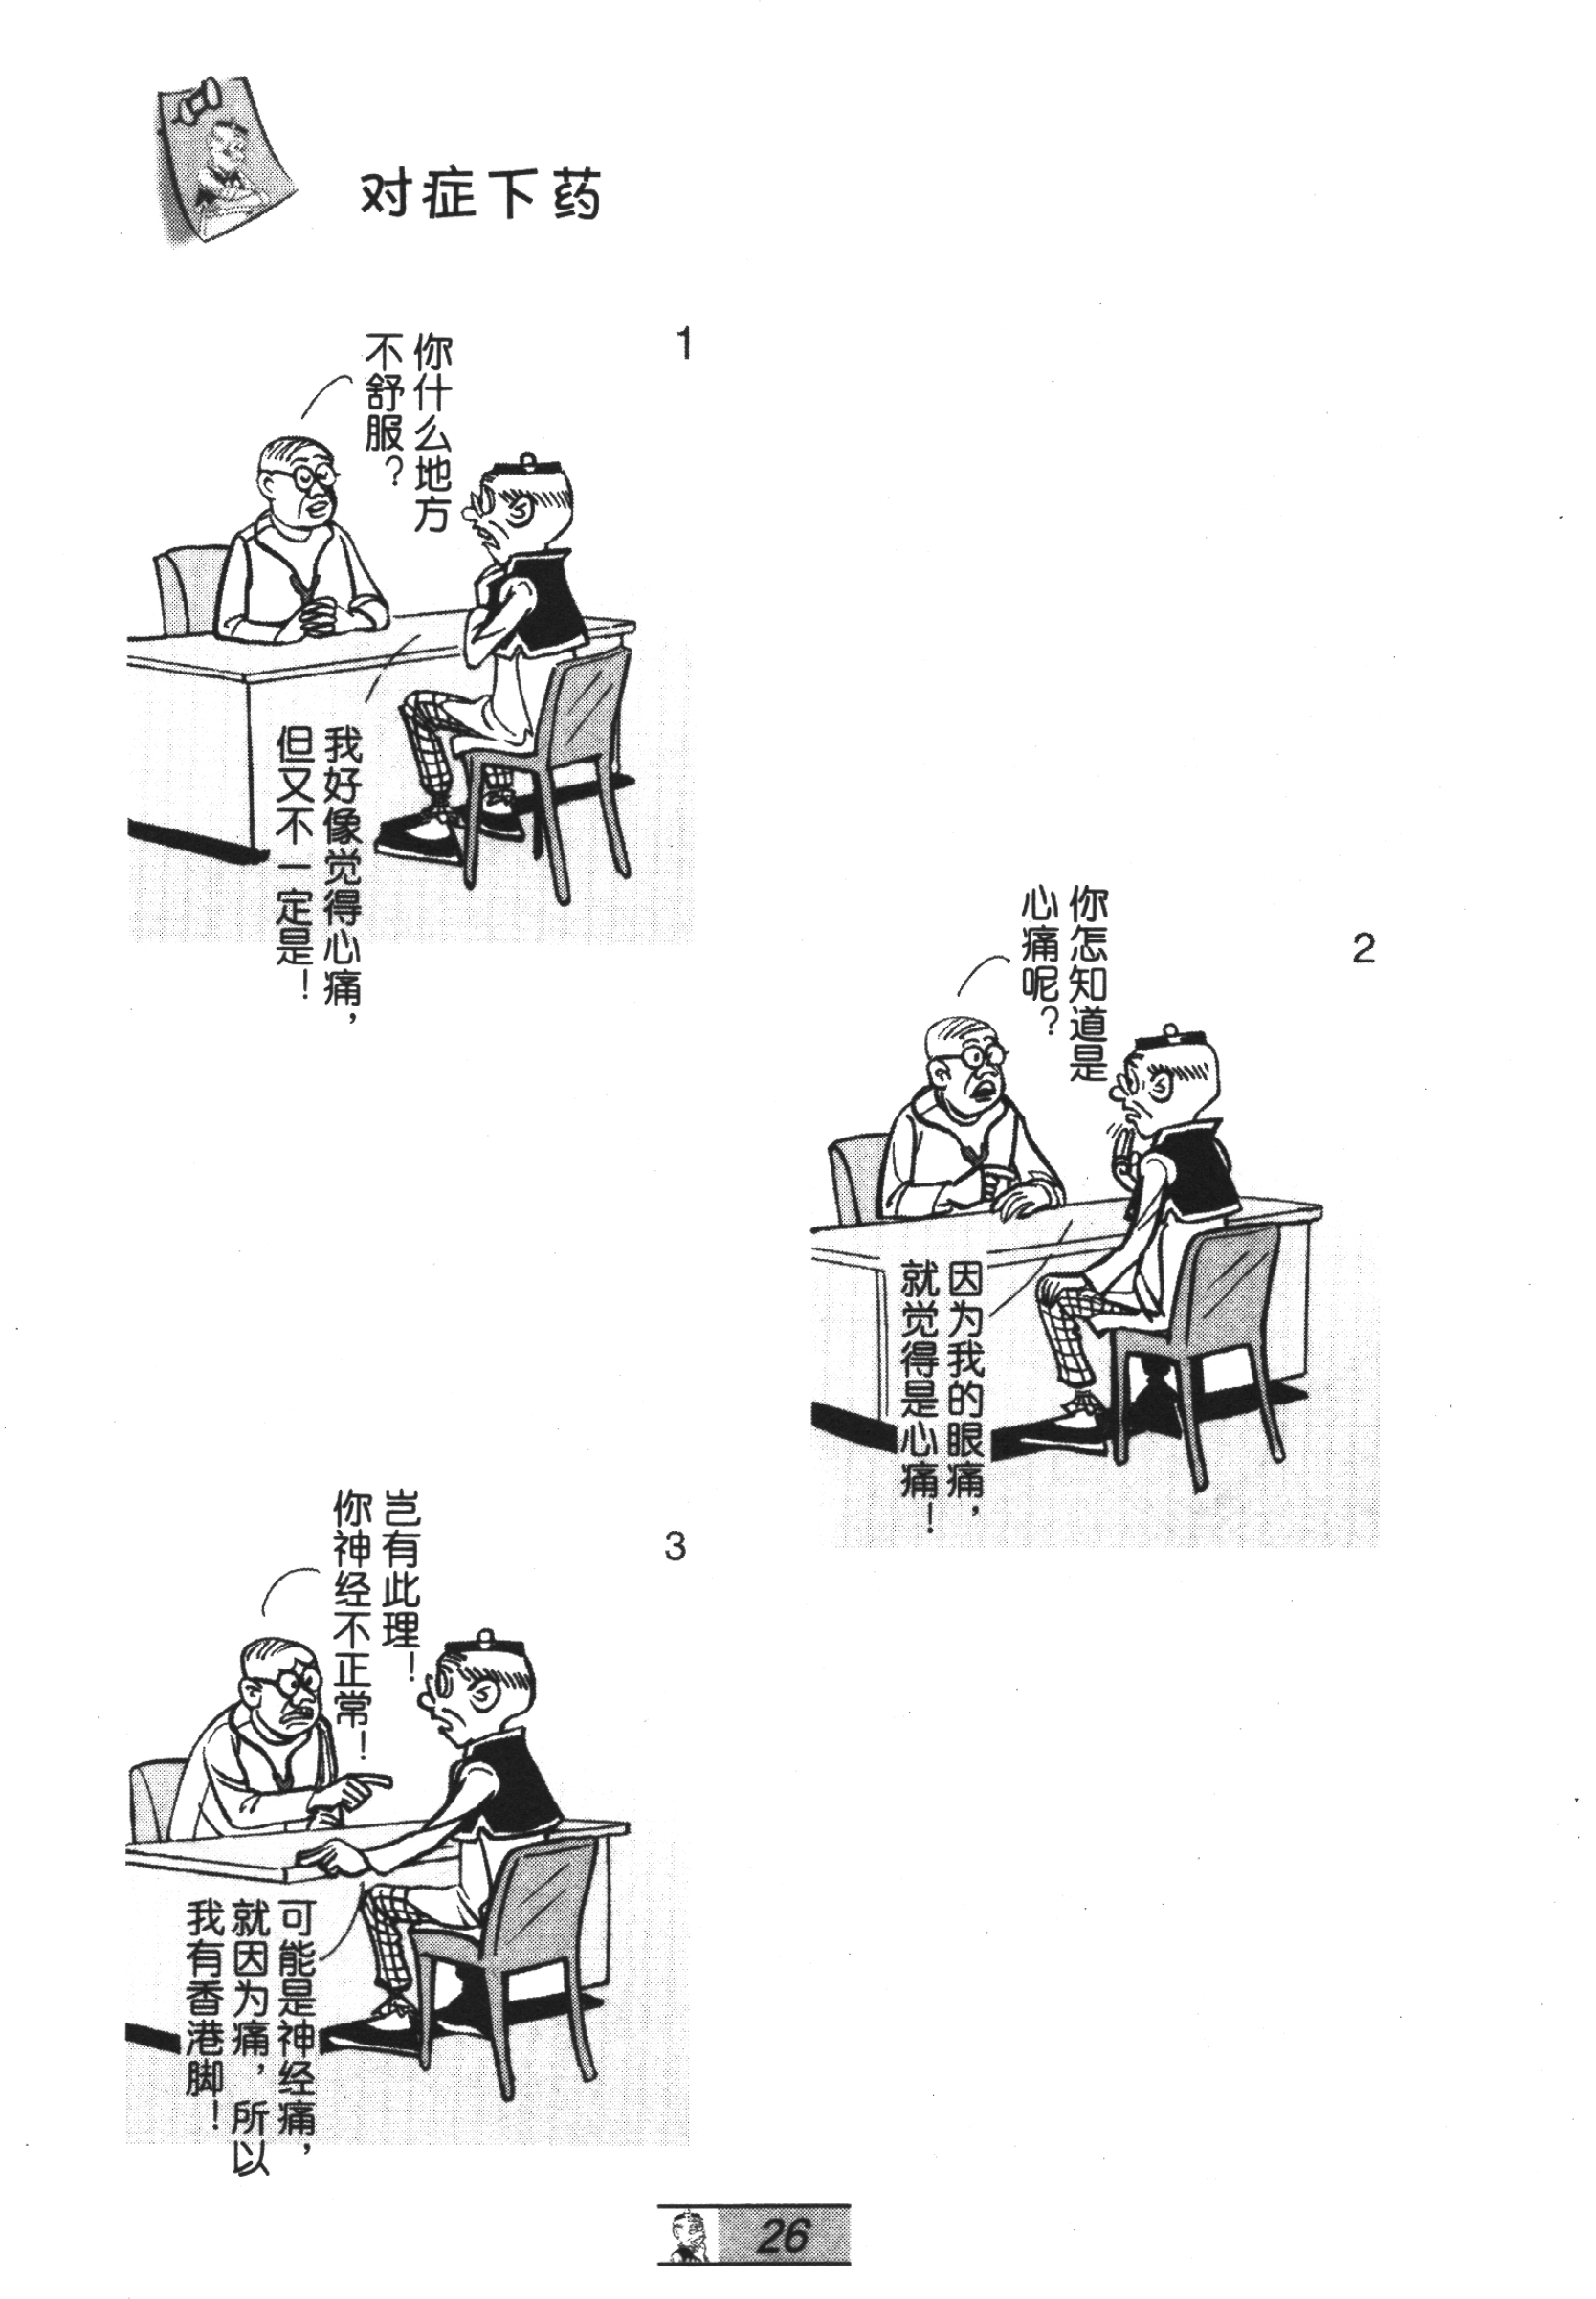 对症下药
1
你什么地方
不舒服？
我好像觉得心痛，
但又不一定是！
2
你怎知道是
心痛呢？
因为我的眼痛，
就觉得是心痛！
3
岂有此理！
你神经不正常！
可能是神经痛，
就因为痛，所以
我有香港脚！
26